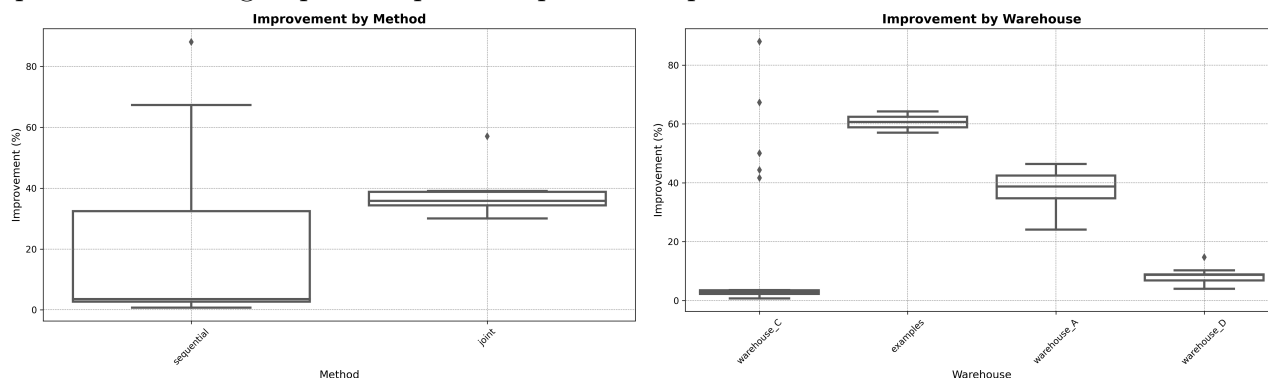 Improvement by Method
Improvement (%)
80
60
40
20
0
sequential
joint
Method
Improvement by Warehouse
Improvement (%)
80
60
40
20
0
warehouse_C
examples
warehouse_A
warehouse_D
Warehouse